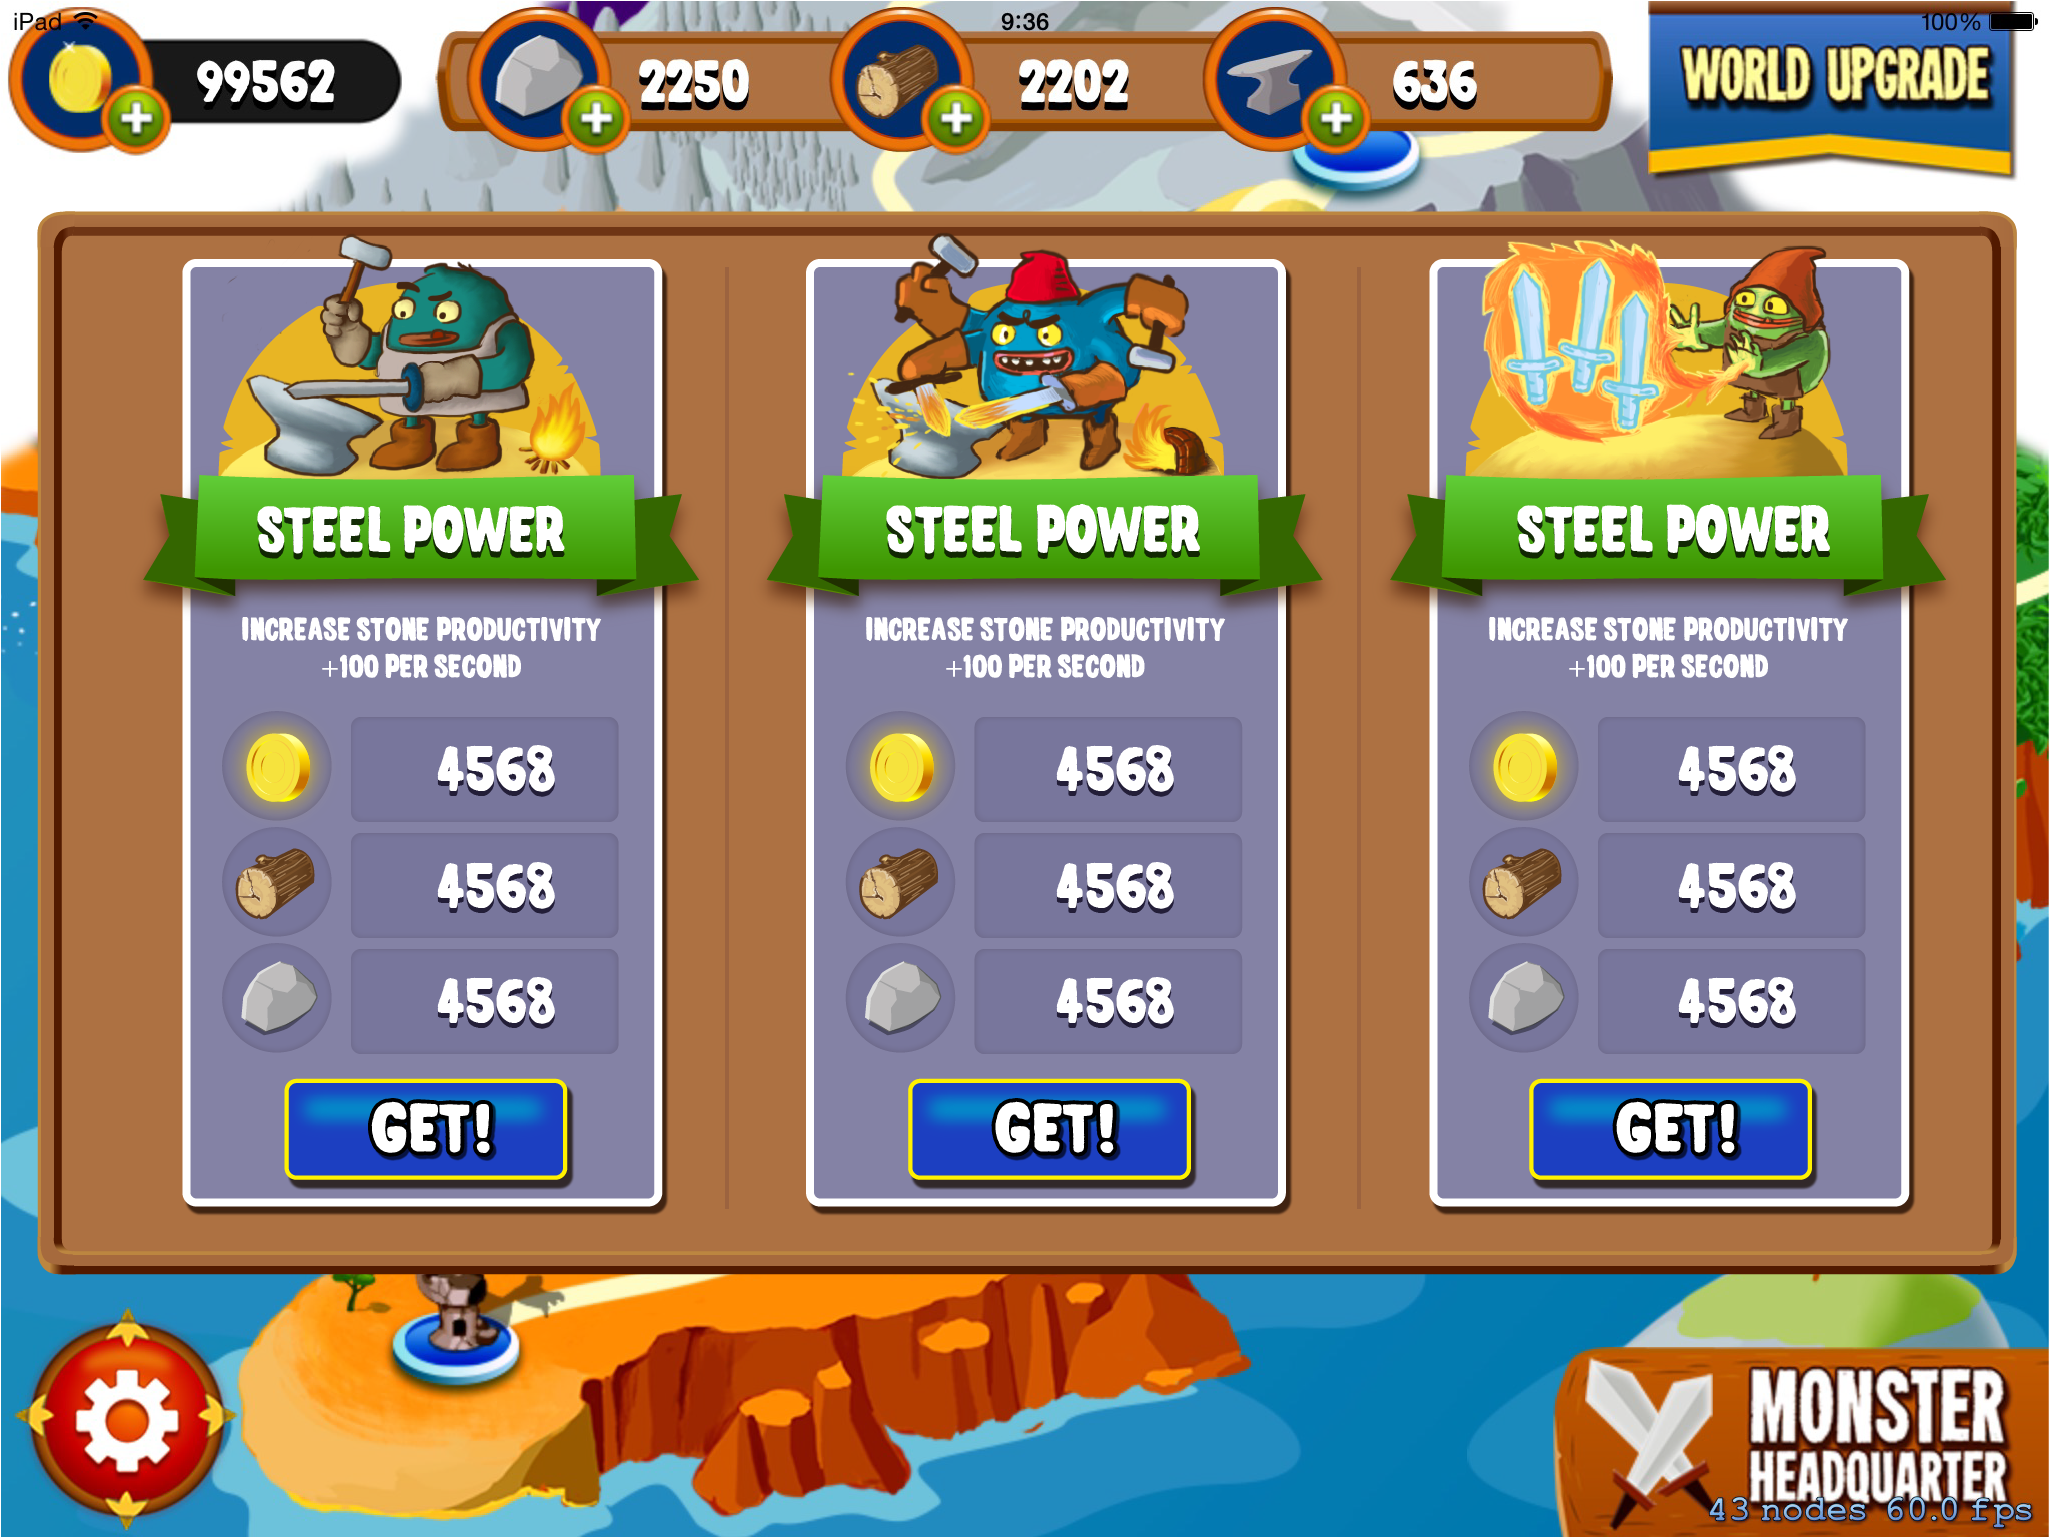 iPad 9:36 100%
99562 2250 2202 636 WORLD UPGRADE
STEEL POWER
INCREASE STONE PRODUCTIVITY
+100 PER SECOND
4568
4568
4568
GET!
STEEL POWER
INCREASE STONE PRODUCTIVITY
+100 PER SECOND
4568
4568
4568
GET!
STEEL POWER
INCREASE STONE PRODUCTIVITY
+100 PER SECOND
4568
4568
4568
GET!
MONSTER
HEADQUARTER
43 nodes 60.0 fps